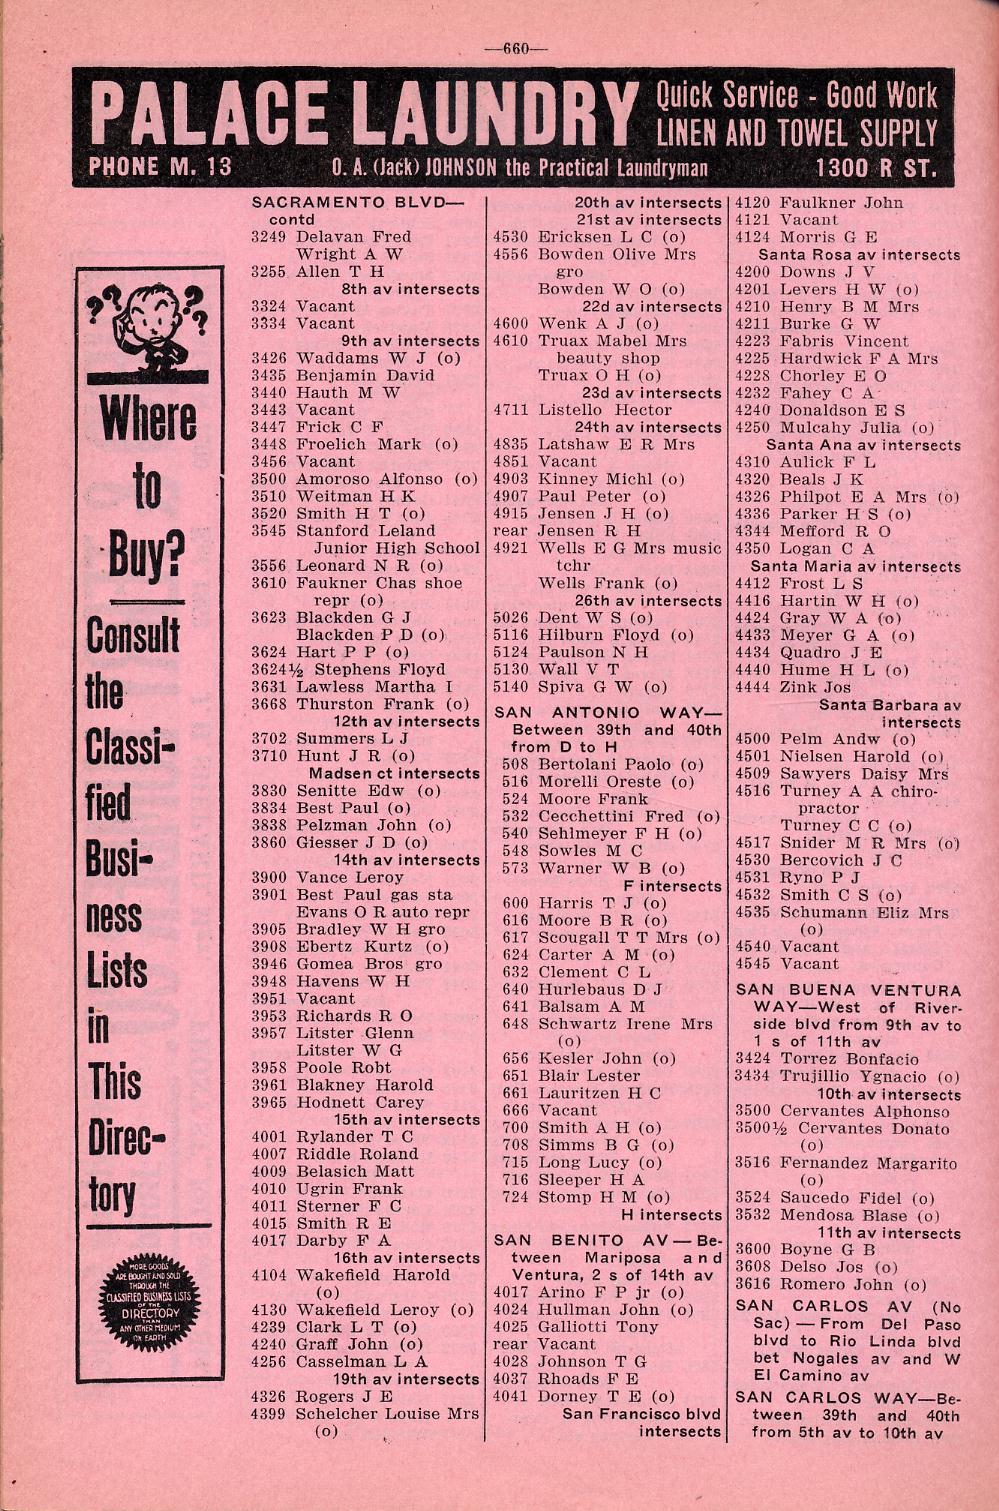 —660—
PALACE LAUNDRY
Quick Service - Good Work
LINEN AND TOWEL SUPPLY
PHONE M. 13
O. A. (Jack) JOHNSON the Practical Laundryman
1300 R ST.
??
??
Where
to
Buy?
Consult
the
Classi-
fied
Busi-
ness
Lists
in
This
Direc-
tory
MORE GOODS
ARE BOUGHT AND SOLD
THROUGH THE
CLASSIFIED BUSINESS LISTS
OF THE
DIRECTORY
THAN
ANY OTHER MEDIUM
ON EARTH
SACRAMENTO BLVD—
contd
3249 Delavan Fred
Wright A W
3255 Allen T H
8th av intersects
3324 Vacant
3334 Vacant
9th av intersects
3426 Waddams W J (o)
3435 Benjamin David
3440 Hauth M W
3443 Vacant
3447 Frick C F
3448 Froelich Mark (o)
3456 Vacant
3500 Amoroso Alfonso (o)
3510 Weitman H K
3520 Smith H T (o)
3545 Stanford Leland
Junior High School
3556 Leonard N R (o)
3610 Faukner Chas shoe
repr (o)
3623 Blackden G J
Blackden P D (o)
3624 Hart P P (o)
3624½ Stephens Floyd
3631 Lawless Martha I
3668 Thurston Frank (o)
12th av intersects
3702 Summers L J
3710 Hunt J R (o)
Madsen ct intersects
3830 Senitte Edw (o)
3834 Best Paul (o)
3838 Pelzman John (o)
3860 Giesser J D (o)
14th av intersects
3900 Vance Leroy
3901 Best Paul gas sta
Evans O R auto repr
3905 Bradley W H gro
3908 Ebertz Kurtz (o)
3946 Gomea Bros gro
3948 Havens W H
3951 Vacant
3953 Richards R O
3957 Litster Glenn
Litster W G
3958 Poole Robt
3961 Blakney Harold
3965 Hodnett Carey
15th av intersects
4001 Rylander T C
4007 Riddle Roland
4009 Belasich Matt
4010 Ugrin Frank
4011 Sterner F C
4015 Smith R E
4017 Darby F A
16th av intersects
4104 Wakefield Harold
(o)
4130 Wakefield Leroy (o)
4239 Clark L T (o)
4240 Graff John (o)
4256 Casselman L A
19th av intersects
4326 Rogers J E
4399 Schelcher Louise Mrs
(o)
20th av intersects
21st av intersects
4530 Ericksen L C (o)
4556 Bowden Olive Mrs
gro
Bowden W O (o)
22d av intersects
4600 Wenk A J (o)
4610 Truax Mabel Mrs
beauty shop
Truax O H (o)
23d av intersects
4711 Listello Hector
24th av intersects
4835 Latshaw E R Mrs
4851 Vacant
4903 Kinney Michl (o)
4907 Paul Peter (o)
4915 Jensen J H (o)
rear Jensen R H
4921 Wells E G Mrs music
tchr
Wells Frank (o)
26th av intersects
5026 Dent W S (o)
5116 Hilburn Floyd (o)
5124 Paulson N H
5130 Wall V T
5140 Spiva G W (o)
SAN ANTONIO WAY—
Between 39th and 40th
from D to H
508 Bertolani Paolo (o)
516 Morelli Oreste (o)
524 Moore Frank
532 Cecchettini Fred (o)
540 Sehlmeyer F H (o)
548 Sowles M C
573 Warner W B (o)
F intersects
600 Harris T J (o)
616 Moore B R (o)
617 Scougall T T Mrs (o)
624 Carter A M (o)
632 Clement C L
640 Hurlebaus D J
641 Balsam A M
648 Schwartz Irene Mrs
(o)
656 Kesler John (o)
651 Blair Lester
661 Lauritzen H C
666 Vacant
700 Smith A H (o)
708 Simms B G (o)
715 Long Lucy (o)
716 Sleeper H A
724 Stomp H M (o)
H intersects
SAN BENITO AV — Be-
tween Mariposa and
Ventura, 2 s of 14th av
4017 Arino F P jr (o)
4024 Hullman John (o)
4025 Galliotti Tony
rear Vacant
4028 Johnson T G
4037 Rhoads F E
4041 Dorney T E (o)
San Francisco blvd
intersects
4120 Faulkner John
4121 Vacant
4124 Morris G E
Santa Rosa av intersects
4200 Downs J V
4201 Levers H W (o)
4210 Henry B M Mrs
4211 Burke G W
4223 Fabris Vincent
4225 Hardwick F A Mrs
4228 Chorley E O
4232 Fahey C A
4240 Donaldson E S
4250 Mulcahy Julia (o)
Santa Ana av intersects
4310 Aulick F L
4320 Beals J K
4326 Philpot E A Mrs (o)
4336 Parker H S (o)
4344 Mefford R O
4350 Logan C A
Santa Maria av intersects
4412 Frost L S
4416 Hartin W H (o)
4424 Gray W A (o)
4433 Meyer G A (o)
4434 Quadro J E
4440 Hume H L (o)
4444 Zink Jos
Santa Barbara av
intersects
4500 Pelm Andw (o)
4501 Nielsen Harold (o)
4509 Sawyers Daisy Mrs
4516 Turney A A chiro-
practor
Turney C C (o)
4517 Snider M R Mrs (o)
4530 Bercovich J C
4531 Ryno P J
4532 Smith C S (o)
4535 Schumann Eliz Mrs
(o)
4540 Vacant
4545 Vacant
SAN BUENA VENTURA
WAY—West of River-
side blvd from 9th av to
1 s of 11th av
3424 Torrez Bonfacio
3434 Trujillio Ygnacio (o)
10th av intersects
3500 Cervantes Alphonso
3500½ Cervantes Donato
(o)
3516 Fernandez Margarito
(o)
3524 Saucedo Fidel (o)
3532 Mendosa Blase (o)
11th av intersects
3600 Boyne G B
3608 Delso Jos (o)
3616 Romero John (o)
SAN CARLOS AV (No
Sac) — From Del Paso
blvd to Rio Linda blvd
bet Nogales av and W
El Camino av
SAN CARLOS WAY—Be-
tween 39th and 40th
from 5th av to 10th av